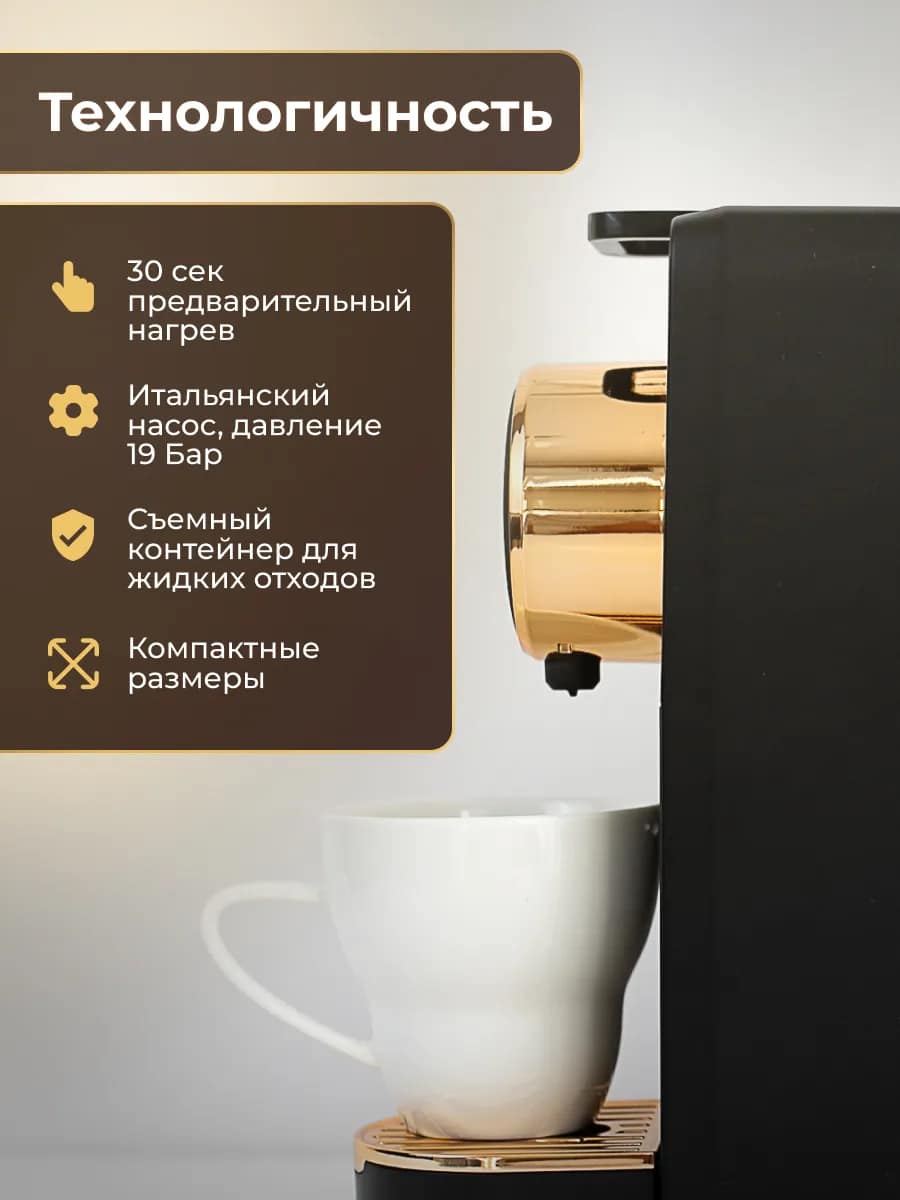 Технологичность
30 сек
предварительный
нагрев
Итальянский
насос, давление
19 Бар
Съемный
контейнер для
жидких отходов
Компактные
размеры